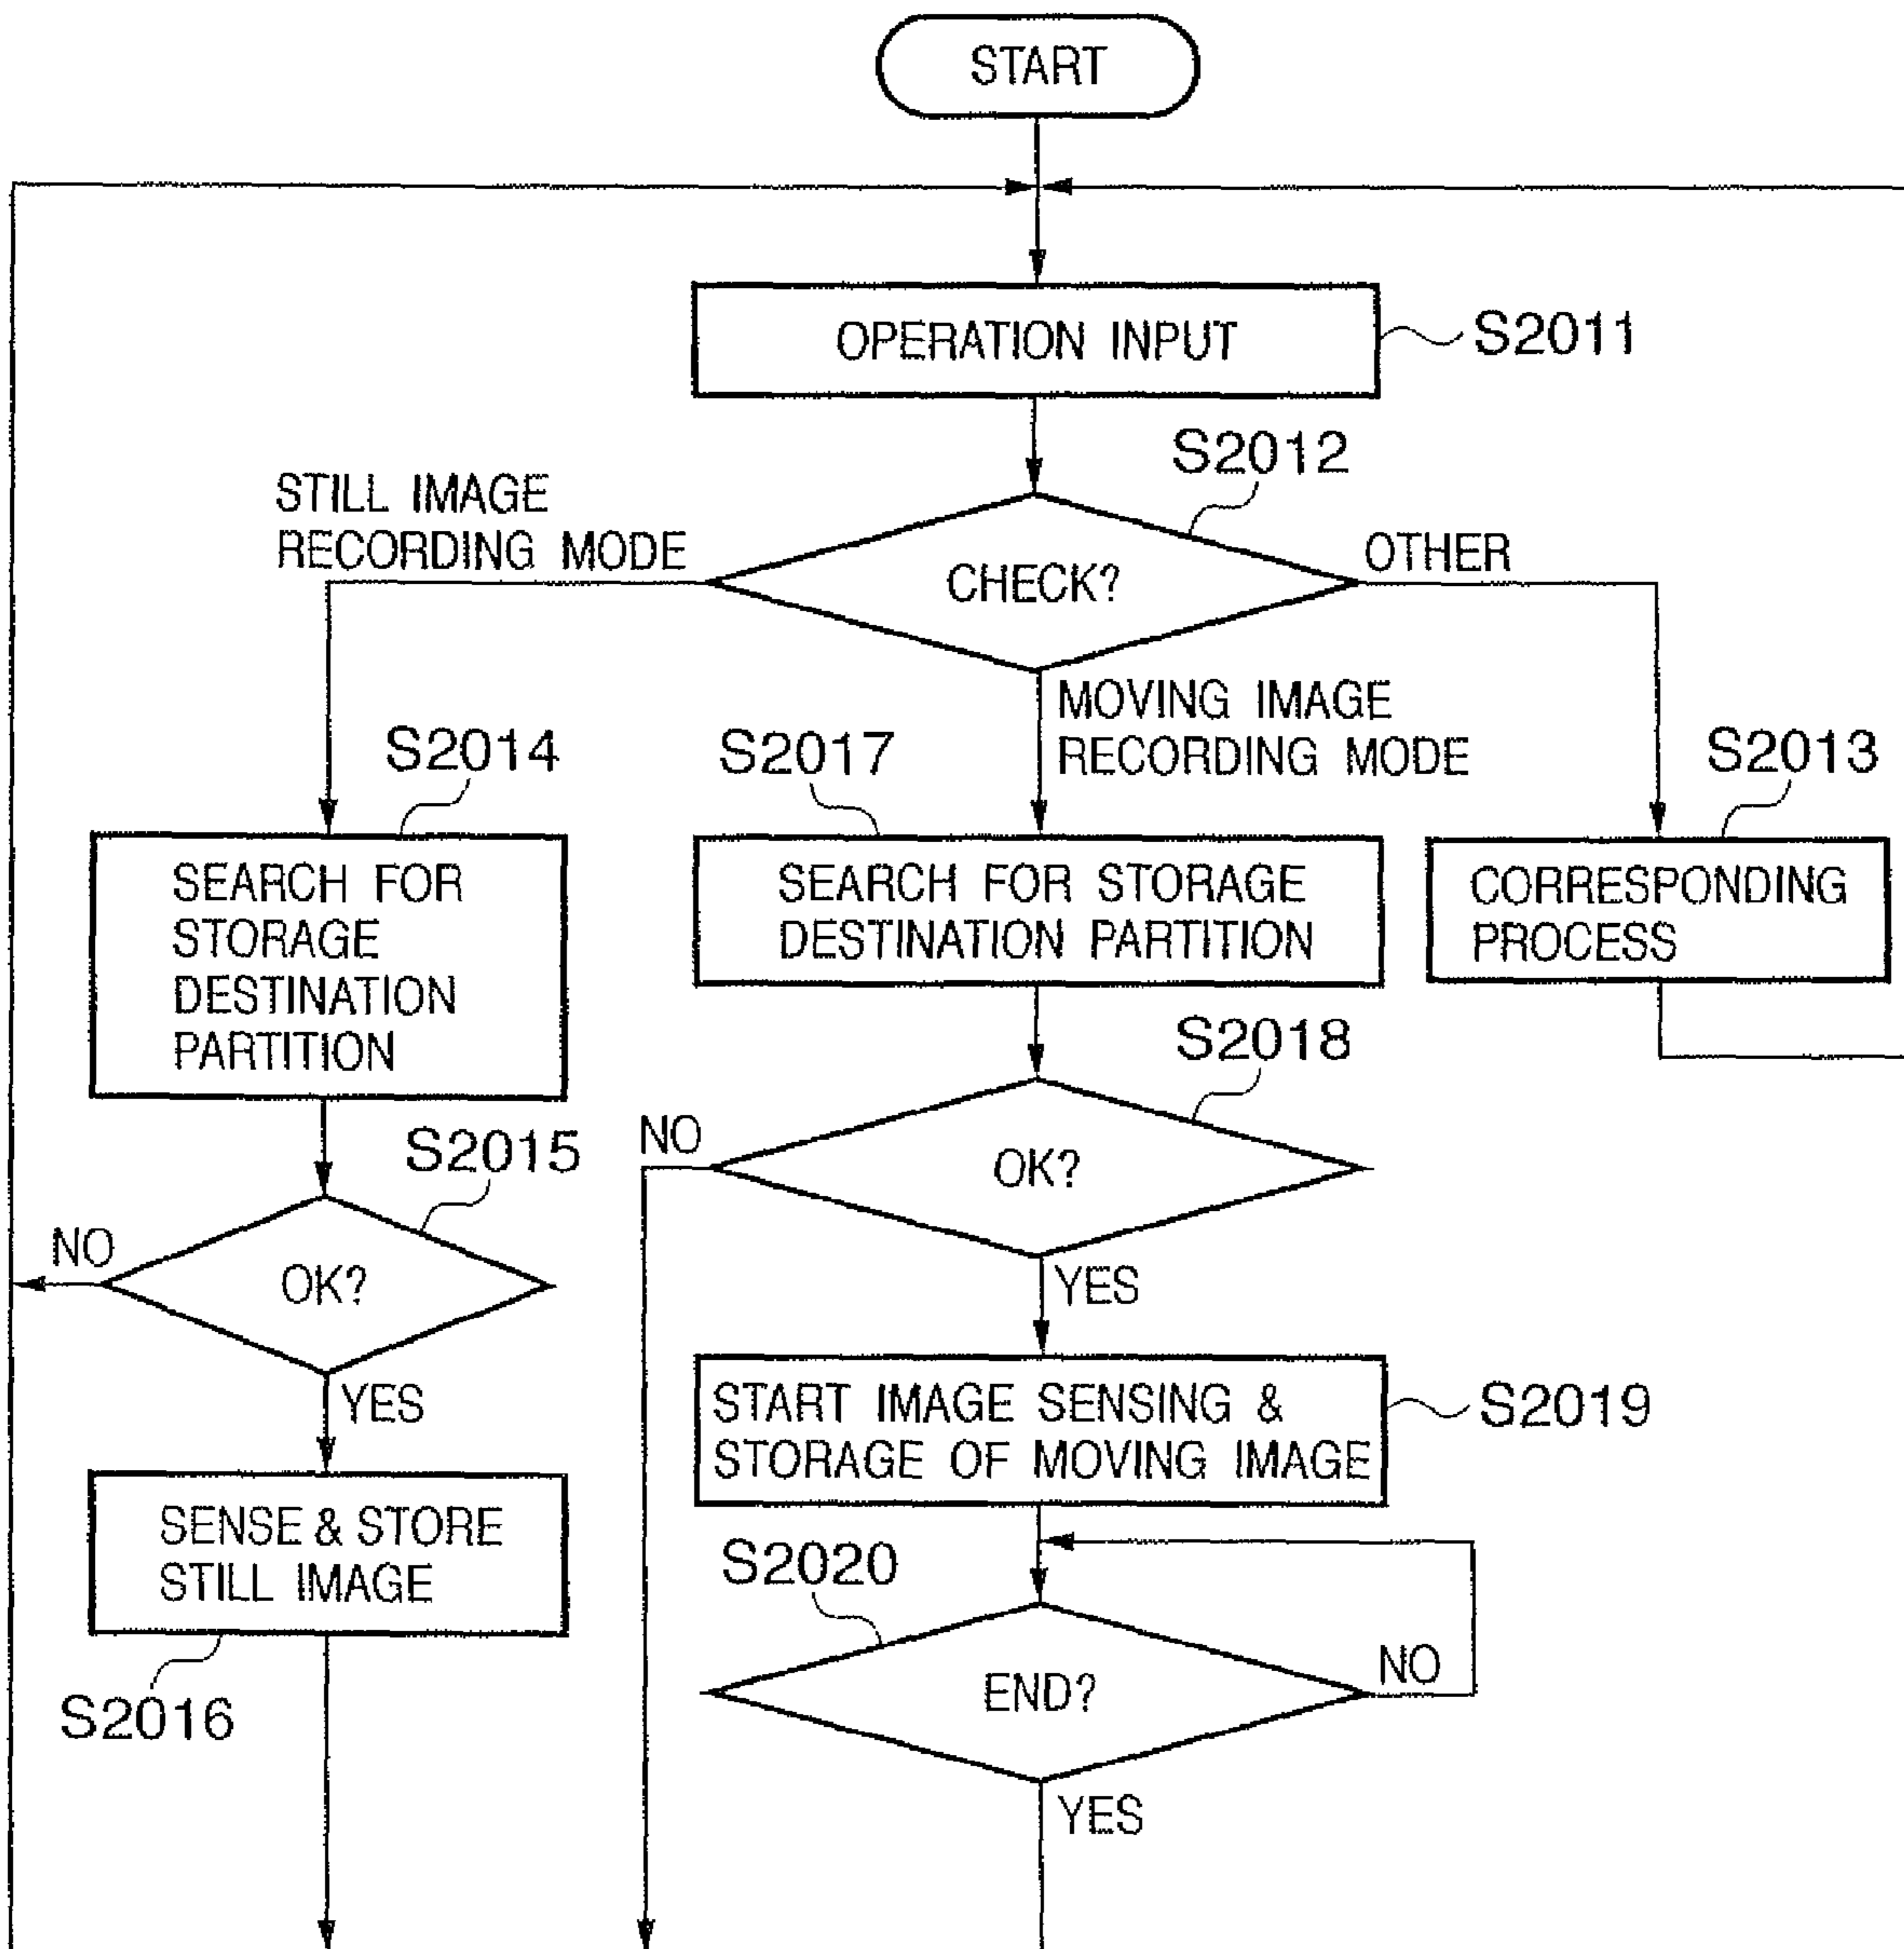 START
OPERATION INPUT
S2011
S2012
STILL IMAGE
RECORDING MODE
CHECK?
OTHER
MOVING IMAGE
RECORDING MODE
S2014
S2017
S2013
SEARCH FOR
STORAGE
DESTINATION
PARTITION
SEARCH FOR STORAGE
DESTINATION PARTITION
CORRESPONDING
PROCESS
S2018
NO
OK?
S2015
NO
OK?
YES
YES
START IMAGE SENSING &
STORAGE OF MOVING IMAGE
S2019
SENSE & STORE
STILL IMAGE
S2016
S2020
END?
NO
YES